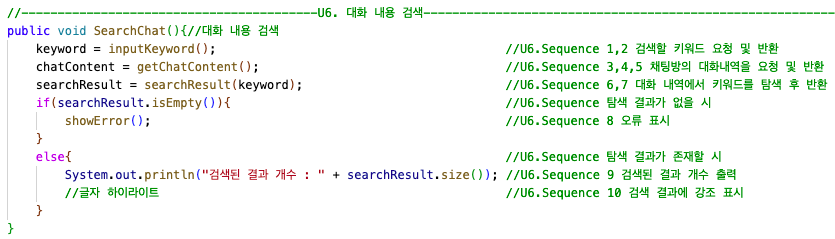 //-----------------------------------------U6. 대화 내용 검색---------------------------------------------------------
public void SearchChat(){//대화 내용 검색
    keyword = inputKeyword(); //U6.Sequence 1,2 검색할 키워드 요청 및 반환
    chatContent = getChatContent(); //U6.Sequence 3,4,5 채팅방의 대화내역을 요청 및 반환
    searchResult = searchResult(keyword); //U6.Sequence 6,7 대화 내역에서 키워드를 탐색 후 반환
    if(searchResult.isEmpty()){ //U6.Sequence 탐색 결과가 없을 시
        showError(); //U6.Sequence 8 오류 표시
    }
    else{ //U6.Sequence 탐색 결과가 존재할 시
        System.out.println("검색된 결과 개수 : " + searchResult.size()); //U6.Sequence 9 검색된 결과 개수 출력
        //글자 하이라이트 //U6.Sequence 10 검색 결과에 강조 표시
    }
}